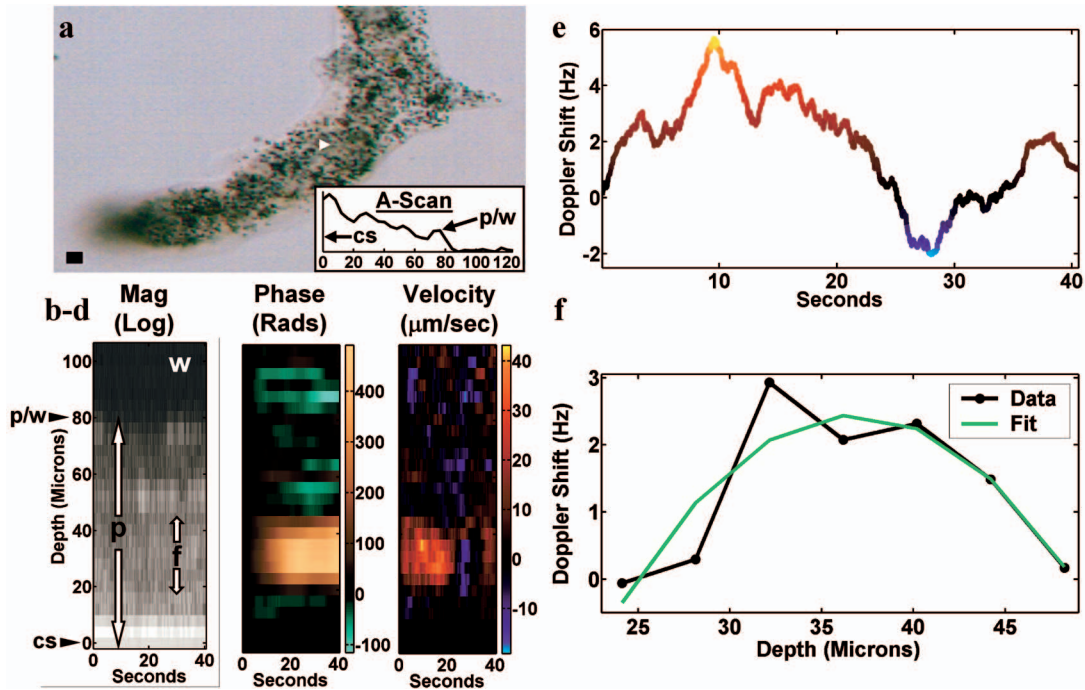 a
A-Scan
p/w
cs
0 20 40 60 80 100 120
b-d
Mag
(Log)
Phase
(Rads)
Velocity
(μm/sec)
w
p/w
p
f
cs
Depth (Microns)
100
80
60
40
20
0
0 20 40
Seconds
400
300
200
100
0
-100
0 20 40
Seconds
40
30
20
10
0
-10
0 20 40
Seconds
e
Doppler Shift (Hz)
6
4
2
0
-2
10 20 30 40
Seconds
f
Doppler Shift (Hz)
3
2
1
0
Data
Fit
25 30 35 40 45
Depth (Microns)